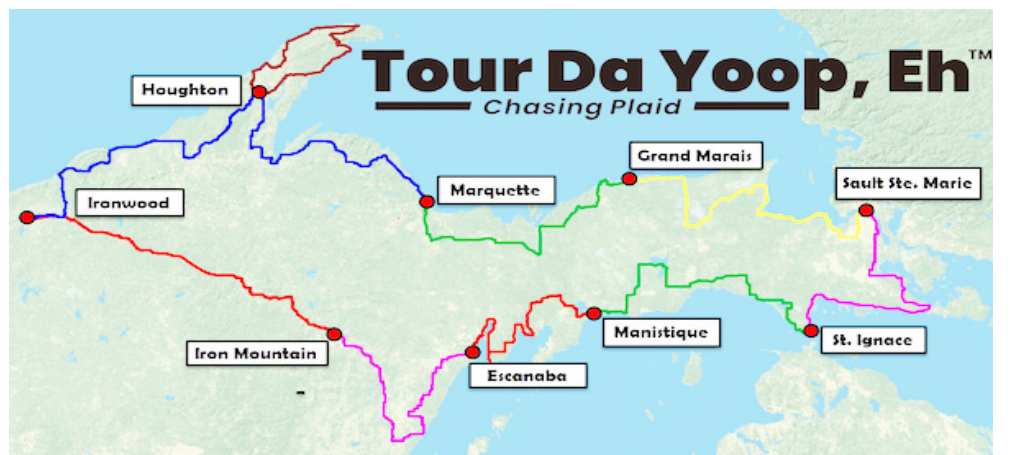 Tour Da Yoop, Eh™
Chasing Plaid
Houghton
Grand Marais
Sault Ste. Marie
Marquette
Ironwood
Manistique
St. Ignace
Iron Mountain
Escanaba